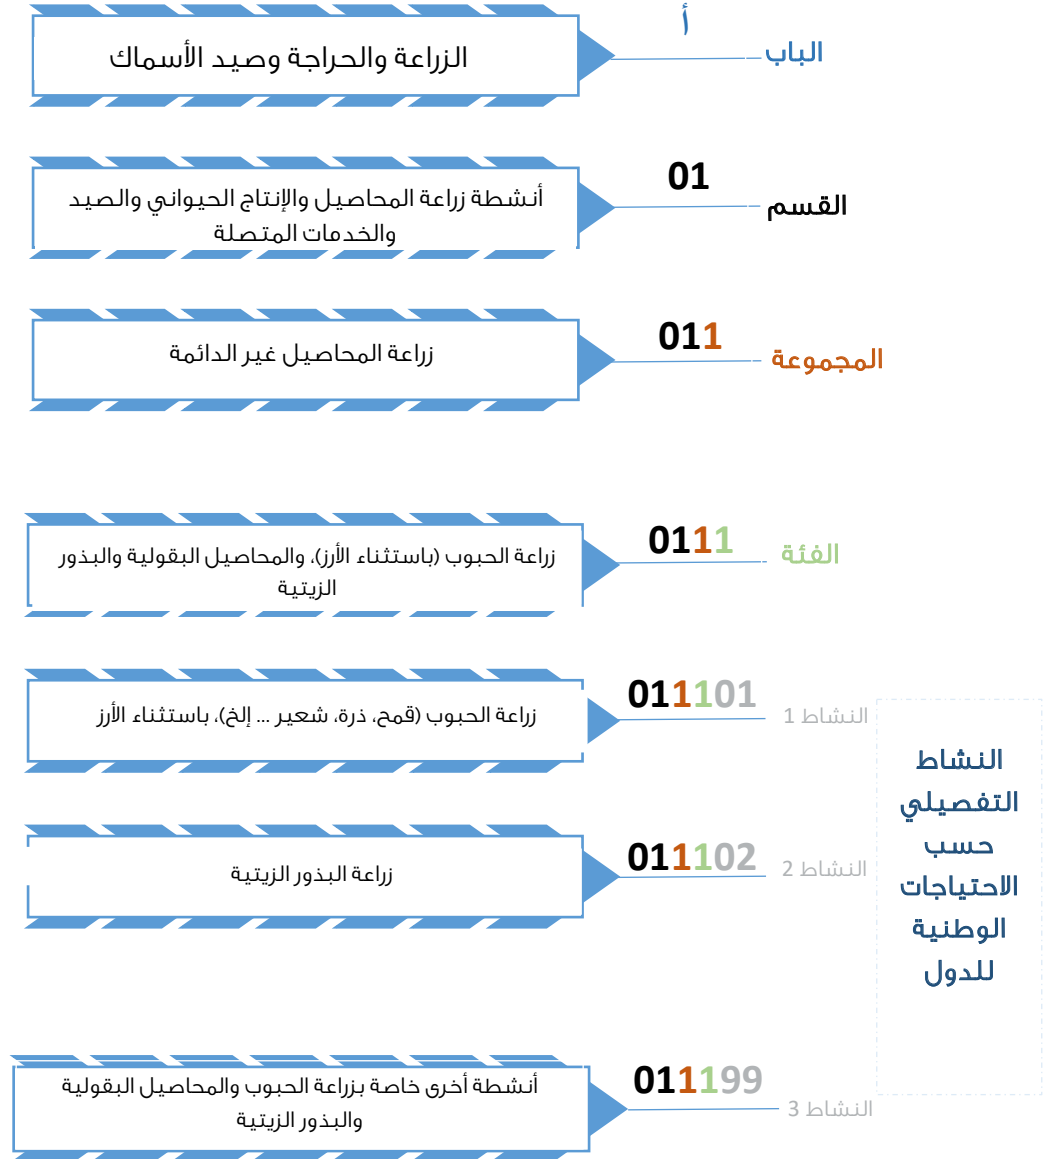 أ
الباب
الزراعة والحراجة وصيد الأسماك
01
القسم
أنشطة زراعة المحاصيل والإنتاج الحيواني والصيد
والخدمات المتصلة
011
المجموعة
زراعة المحاصيل غير الدائمة
0111
الفئة
زراعة الحبوب (باستثناء الأرز)، والمحاصيل البقولية والبذور
الزيتية
النشاط
التفصيلي
حسب
الاحتياجات
الوطنية
للدول
011101
النشاط 1
زراعة الحبوب (قمح، ذرة، شعير ... إلخ)، باستثناء الأرز
011102
النشاط 2
زراعة البذور الزيتية
011199
النشاط 3
أنشطة أخرى خاصة بزراعة الحبوب والمحاصيل البقولية
والبذور الزيتية